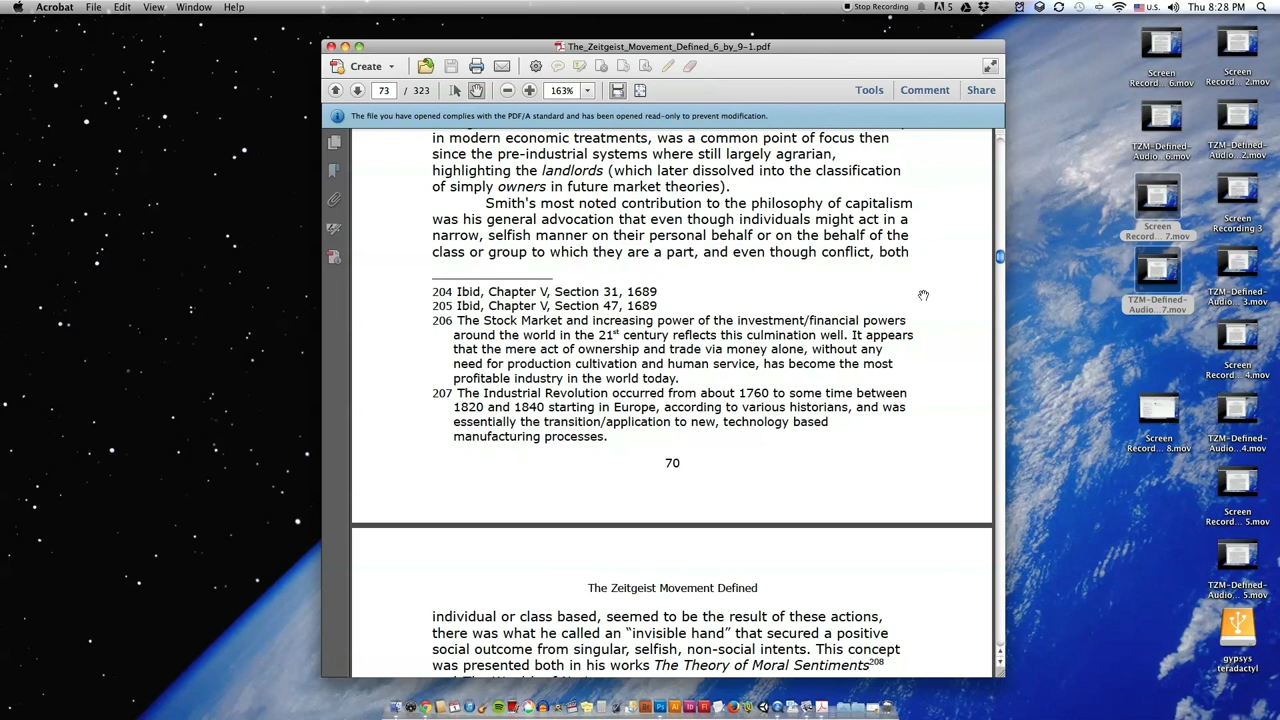 Acrobat File Edit View Window Help
Stop Recording 5 U.S. Thu 8:28 PM
The_Zeitgeist_Movement_Defined_6_by_9-1.pdf
Create
73 / 323 163% Tools Comment Share
The file you have opened complies with the PDF/A standard and has been opened read-only to prevent modification.
in modern economic treatments, was a common point of focus then
since the pre-industrial systems where still largely agrarian,
highlighting the landlords (which later dissolved into the classification
of simply owners in future market theories).
Smith's most noted contribution to the philosophy of capitalism
was his general advocation that even though individuals might act in a
narrow, selfish manner on their personal behalf or on the behalf of the
class or group to which they are a part, and even though conflict, both
204 Ibid, Chapter V, Section 31, 1689
205 Ibid, Chapter V, Section 47, 1689
206 The Stock Market and increasing power of the investment/financial powers
around the world in the 21st century reflects this culmination well. It appears
that the mere act of ownership and trade via money alone, without any
need for production cultivation and human service, has become the most
profitable industry in the world today.
207 The Industrial Revolution occurred from about 1760 to some time between
1820 and 1840 starting in Europe, according to various historians, and was
essentially the transition/application to new, technology based
manufacturing processes.
70
The Zeitgeist Movement Defined
individual or class based, seemed to be the result of these actions,
there was what he called an “invisible hand” that secured a positive
social outcome from singular, selfish, non-social intents. This concept
was presented both in his works The Theory of Moral Sentiments208
Screen
Record... 6.mov
Screen
Recor... 2.mov
TZM-Defined-
Audio... 6.mov
TZM-Defined-
Audio... 2.mov
Screen
Record... 7.mov
Screen
Recording 3
TZM-Defined-
Audio... 7.mov
TZM-Defined-
Audio... 3.mov
Screen
Record... 4.mov
Screen
Record... 8.mov
TZM-Defined-
Audio... 4.mov
Screen
Record... 5.mov
TZM-Defined-
Audio... 5.mov
gypsys
teradactyl